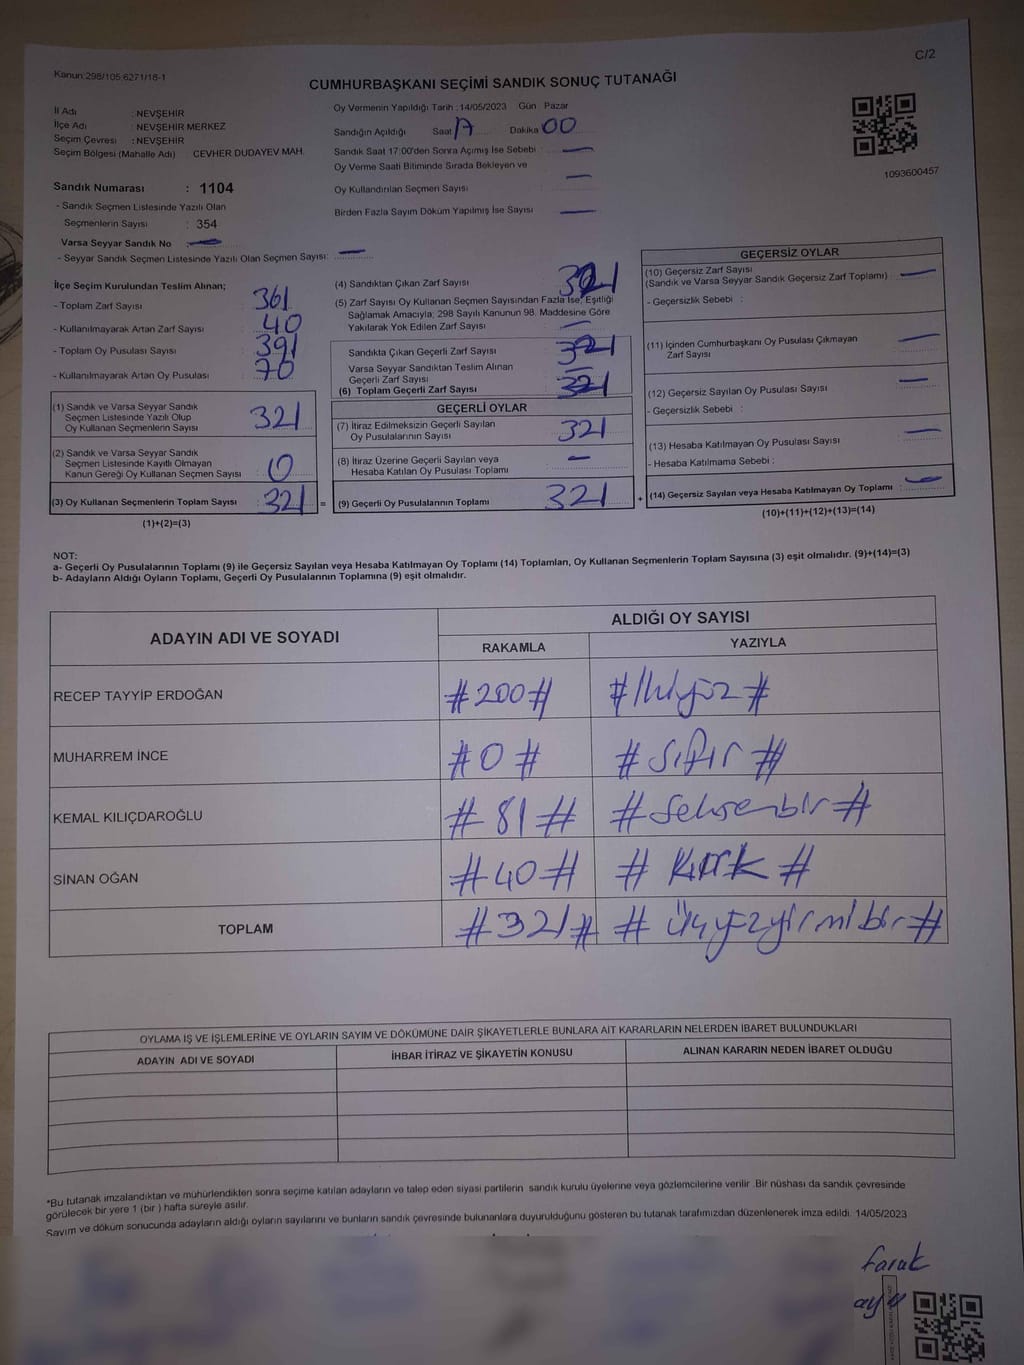 C/2
Kanun:298/105;6271/18-1
CUMHURBAŞKANI SEÇİMİ SANDIK SONUÇ TUTANAĞI
İl Adı : NEVŞEHİR
İlçe Adı : NEVŞEHİR MERKEZ
Seçim Çevresi : NEVŞEHİR
Seçim Bölgesi (Mahalle Adı) CEVHER DUDAYEV MAH.
Oy Vermenin Yapıldığı Tarih : 14/05/2023 Gün Pazar
Sandığın Açıldığı Saat 17 Dakika 00
Sandık Saat 17:00'den Sonra Açmış İse Sebebi : —
Oy Verme Saati Bitiminde Sırada Bekleyen ve
Oy Kullandırılan Seçmen Sayısı —
Birden Fazla Sayım Döküm Yapılmış İse Sayısı —
1093600457
Sandık Numarası : 1104
- Sandık Seçmen Listesinde Yazılı Olan
Seçmenlerin Sayısı : 354
Varsa Seyyar Sandık No : —
- Seyyar Sandık Seçmen Listesinde Yazılı Olan Seçmen Sayısı: —
İlçe Seçim Kurulundan Teslim Alınan;
- Toplam Zarf Sayısı 361
- Kullanılmayarak Artan Zarf Sayısı : 40
- Toplam Oy Pusulası Sayısı : 391
- Kullanılmayarak Artan Oy Pusulası : 70
(1) Sandık ve Varsa Seyyar Sandık
Seçmen Listesinde Yazılı Olup
Oy Kullanan Seçmenlerin Sayısı 321
(2) Sandık ve Varsa Seyyar Sandık
Seçmen Listesinde Kayıtlı Olmayan
Kanun Gereği Oy Kullanan Seçmen Sayısı : 0
(3) Oy Kullanan Seçmenlerin Toplam Sayısı : 321 =
(1)+(2)=(3)
(4) Sandıktan Çıkan Zarf Sayısı 321
(5) Zarf Sayısı Oy Kullanan Seçmen Sayısından Fazla İse; Eşitliği
Sağlamak Amacıyla; 298 Sayılı Kanunun 98. Maddesine Göre
Yakılarak Yok Edilen Zarf Sayısı —
Sandıkta Çıkan Geçerli Zarf Sayısı 321
Varsa Seyyar Sandıktan Teslim Alınan
Geçerli Zarf Sayısı —
(6) Toplam Geçerli Zarf Sayısı 321
GEÇERLİ OYLAR
(7) İtiraz Edilmeksizin Geçerli Sayılan
Oy Pusulalarının Sayısı 321
(8) İtiraz Üzerine Geçerli Sayılan veya
Hesaba Katılan Oy Pusulası Toplamı —
(9) Geçerli Oy Pusulalarının Toplamı 321 +
GEÇERSİZ OYLAR
(10) Geçersiz Zarf Sayısı
(Sandık ve Varsa Seyyar Sandık Geçersiz Zarf Toplamı) : —
- Geçersizlik Sebebi :
(11) İçinden Cumhurbaşkanı Oy Pusulası Çıkmayan
Zarf Sayısı —
(12) Geçersiz Sayılan Oy Pusulası Sayısı —
- Geçersizlik Sebebi :
(13) Hesaba Katılmayan Oy Pusulası Sayısı —
- Hesaba Katılmama Sebebi :
(14) Geçersiz Sayılan veya Hesaba Katılmayan Oy Toplamı : —
(10)+(11)+(12)+(13)=(14)
NOT:
a- Geçerli Oy Pusulalarının Toplamı (9) ile Geçersiz Sayılan veya Hesaba Katılmayan Oy Toplamı (14) Toplamları, Oy Kullanan Seçmenlerin Toplam Sayısına (3) eşit olmalıdır. (9)+(14)=(3)
b- Adayların Aldığı Oyların Toplamı, Geçerli Oy Pusulalarının Toplamına (9) eşit olmalıdır.
ADAYIN ADI VE SOYADI ALDIĞI OY SAYISI
RAKAMLA YAZIYLA
RECEP TAYYİP ERDOĞAN #200# #İkiyüz#
MUHARREM İNCE #0# #Sıfır#
KEMAL KILIÇDAROĞLU #81# #Seksenbir#
SİNAN OĞAN #40# #Kırk#
TOPLAM #321# #Üçyüzyirmibir#
OYLAMA İŞ VE İŞLEMLERİNE VE OYLARIN SAYIM VE DÖKÜMÜNE DAİR ŞİKAYETLERLE BUNLARA AİT KARARLARIN NELERDEN İBARET BULUNDUKLARI
ADAYIN ADI VE SOYADI İHBAR İTİRAZ VE ŞİKAYETİN KONUSU ALINAN KARARIN NEDEN İBARET OLDUĞU
*Bu tutanak imzalandıktan ve mühürlendikten sonra seçime katılan adayların ve talep eden siyasi partilerin sandık kurulu üyelerine veya gözlemcilerine verilir .Bir nüshası da sandık çevresinde
görülecek bir yere 1 (bir ) hafta süreyle asılır.
Sayım ve döküm sonucunda adayların aldığı oyların sayılarını ve bunların sandık çevresinde bulunanlara duyurulduğunu gösteren bu tutanak tarafımızdan düzenlenerek imza edildi. 14/05/2023
Faruk